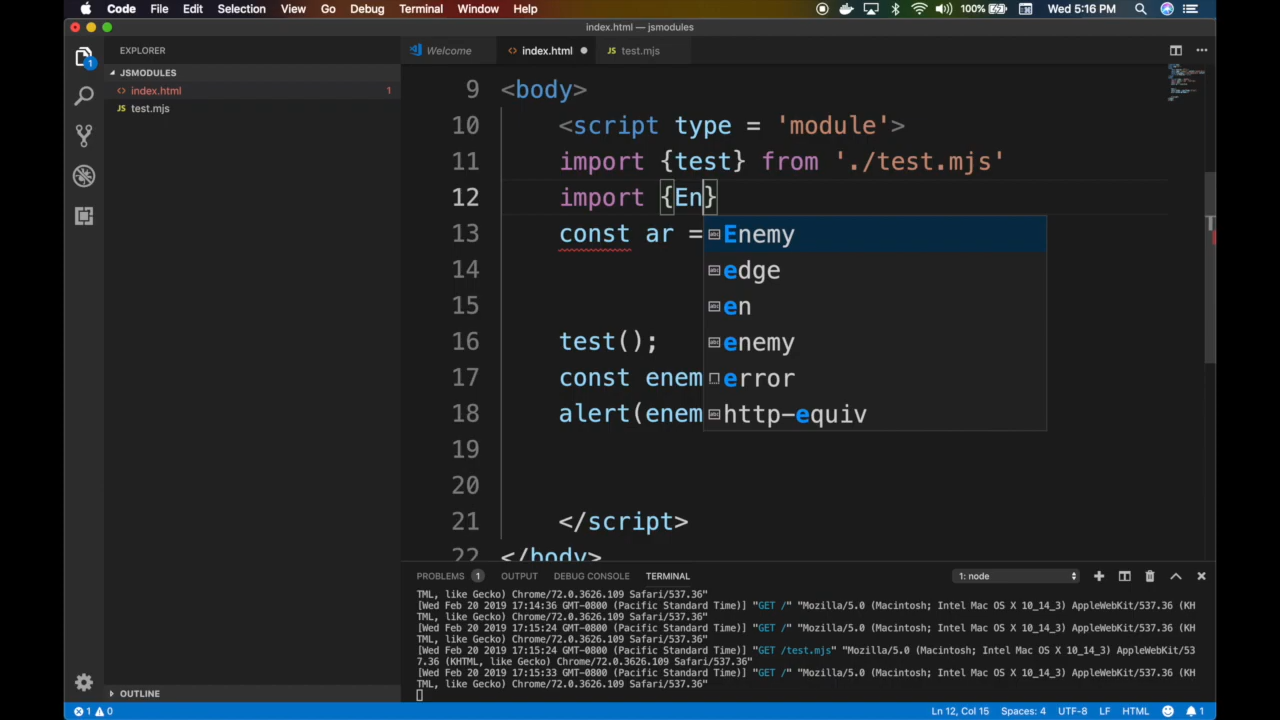 Code File Edit Selection View Go Debug Terminal Window Help 100% Wed 5:16 PM
index.html — jsmodules
EXPLORER
Welcome
<> index.html
JS test.mjs
JSMODULES
<> index.html 1
JS test.mjs
1
9 <body>
10 <script type = 'module'>
11 import {test} from './test.mjs'
12 import {En}
13 const ar =
14
15
16 test();
17 const enem
18 alert(enem
19
20
21 </script>
22 </body>
Enemy
edge
en
enemy
error
http-equiv
PROBLEMS 1 OUTPUT DEBUG CONSOLE TERMINAL 1: node
TML, like Gecko) Chrome/72.0.3626.109 Safari/537.36"
[Wed Feb 20 2019 17:14:36 GMT-0800 (Pacific Standard Time)] "GET /" "Mozilla/5.0 (Macintosh; Intel Mac OS X 10_14_3) AppleWebKit/537.36 (KH
TML, like Gecko) Chrome/72.0.3626.109 Safari/537.36"
[Wed Feb 20 2019 17:15:24 GMT-0800 (Pacific Standard Time)] "GET /" "Mozilla/5.0 (Macintosh; Intel Mac OS X 10_14_3) AppleWebKit/537.36 (KH
TML, like Gecko) Chrome/72.0.3626.109 Safari/537.36"
[Wed Feb 20 2019 17:15:24 GMT-0800 (Pacific Standard Time)] "GET /test.mjs" "Mozilla/5.0 (Macintosh; Intel Mac OS X 10_14_3) AppleWebKit/53
7.36 (KHTML, like Gecko) Chrome/72.0.3626.109 Safari/537.36"
[Wed Feb 20 2019 17:15:33 GMT-0800 (Pacific Standard Time)] "GET /" "Mozilla/5.0 (Macintosh; Intel Mac OS X 10_14_3) AppleWebKit/537.36 (KH
TML, like Gecko) Chrome/72.0.3626.109 Safari/537.36"
OUTLINE
1 0 Ln 12, Col 15 Spaces: 4 UTF-8 LF HTML 1